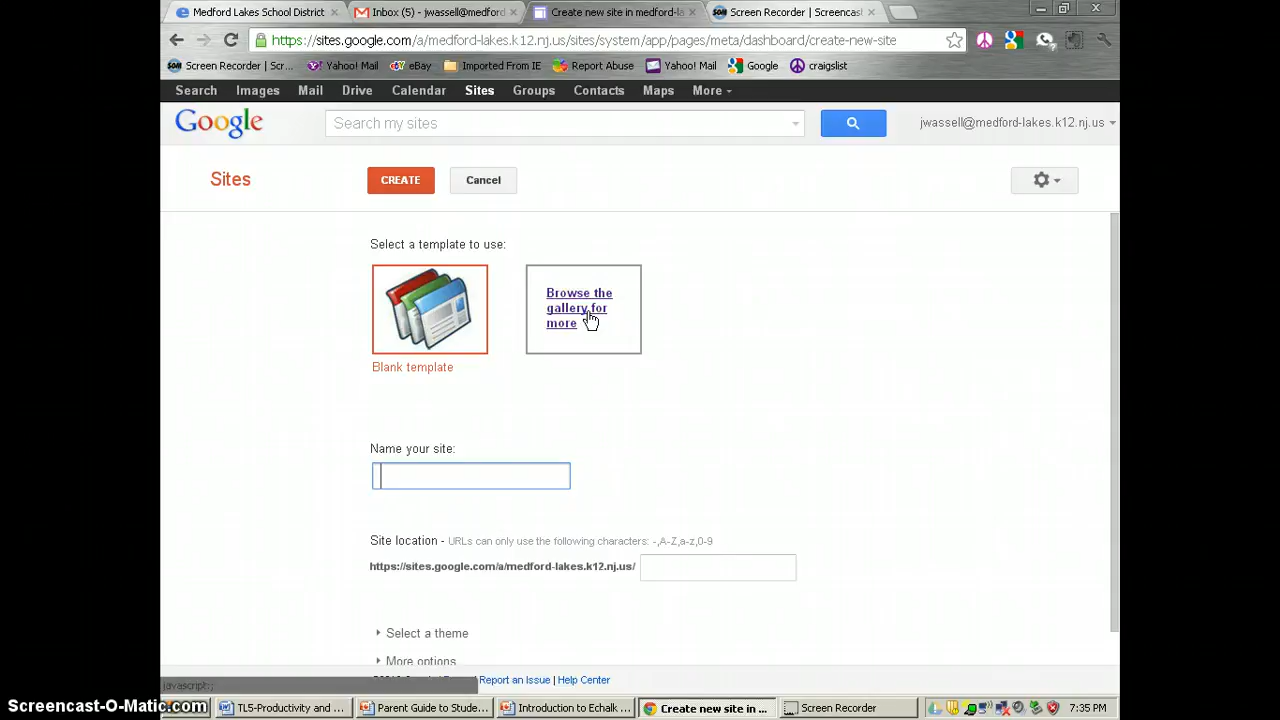 Medford Lakes School District
Inbox (5) - jwassell@medford
Create new site in medford-la
Screen Recorder | Screencast
https://sites.google.com/a/medford-lakes.k12.nj.us/sites/system/app/pages/meta/dashboard/create-new-site
Screen Recorder | Scr... Yahoo! Mail eBay Imported From IE Report Abuse Yahoo! Mail Google craigslist
Search Images Mail Drive Calendar Sites Groups Contacts Maps More
Google Search my sites jwassell@medford-lakes.k12.nj.us
Sites CREATE Cancel
Select a template to use:
Browse the
gallery for
more
Blank template
Name your site:
Site location - URLs can only use the following characters: -,A-Z,a-z,0-9
https://sites.google.com/a/medford-lakes.k12.nj.us/
Select a theme
More options
Report an Issue | Help Center
javascript:;
Screencast-O-Matic.com TL5-Productivity and ... Parent Guide to Stude... Introduction to Echalk ... Create new site in ... Screen Recorder 7:35 PM